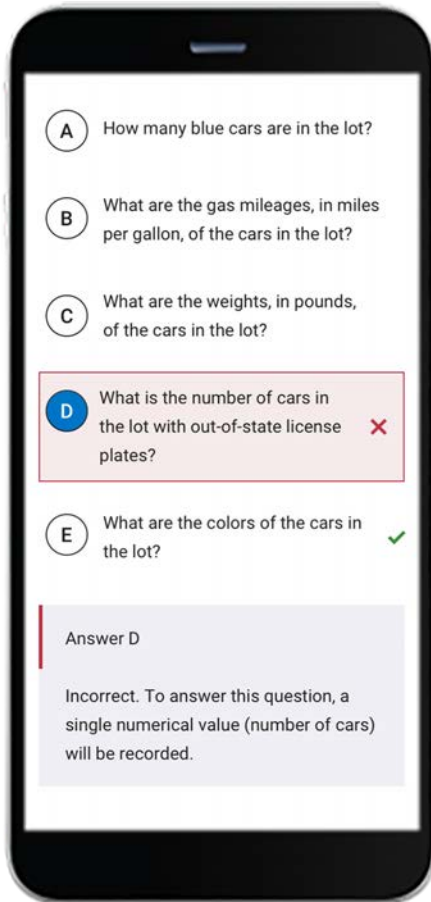 A How many blue cars are in the lot?
B What are the gas mileages, in miles
per gallon, of the cars in the lot?
C What are the weights, in pounds,
of the cars in the lot?
D What is the number of cars in
the lot with out-of-state license
plates?
E What are the colors of the cars in
the lot?
Answer D
Incorrect. To answer this question, a
single numerical value (number of cars)
will be recorded.